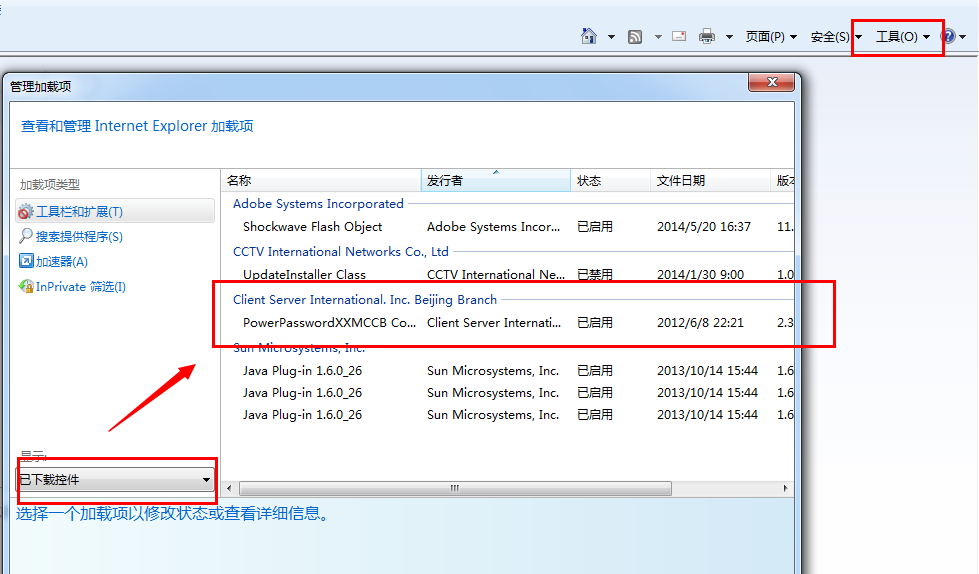 页面(P) 安全(S) 工具(O)
管理加载项
查看和管理 Internet Explorer 加载项
加载项类型
工具栏和扩展(T)
搜索提供程序(S)
加速器(A)
InPrivate 筛选(I)
名称 发行者 状态 文件日期 版本
Adobe Systems Incorporated
Shockwave Flash Object Adobe Systems Incor... 已启用 2014/5/20 16:37 11.
CCTV International Networks Co., Ltd
UpdateInstaller Class CCTV International Ne... 已禁用 2014/1/30 9:00 1.0
Client Server International. Inc. Beijing Branch
PowerPasswordXXMCCB Co... Client Server Internati... 已启用 2012/6/8 22:21 2.3
Sun Microsystems, Inc.
Java Plug-in 1.6.0_26 Sun Microsystems, Inc. 已启用 2013/10/14 15:44 1.6
Java Plug-in 1.6.0_26 Sun Microsystems, Inc. 已启用 2013/10/14 15:44 1.6
Java Plug-in 1.6.0_26 Sun Microsystems, Inc. 已启用 2013/10/14 15:44 1.6
显示:
已下载控件
选择一个加载项以修改状态或查看详细信息。